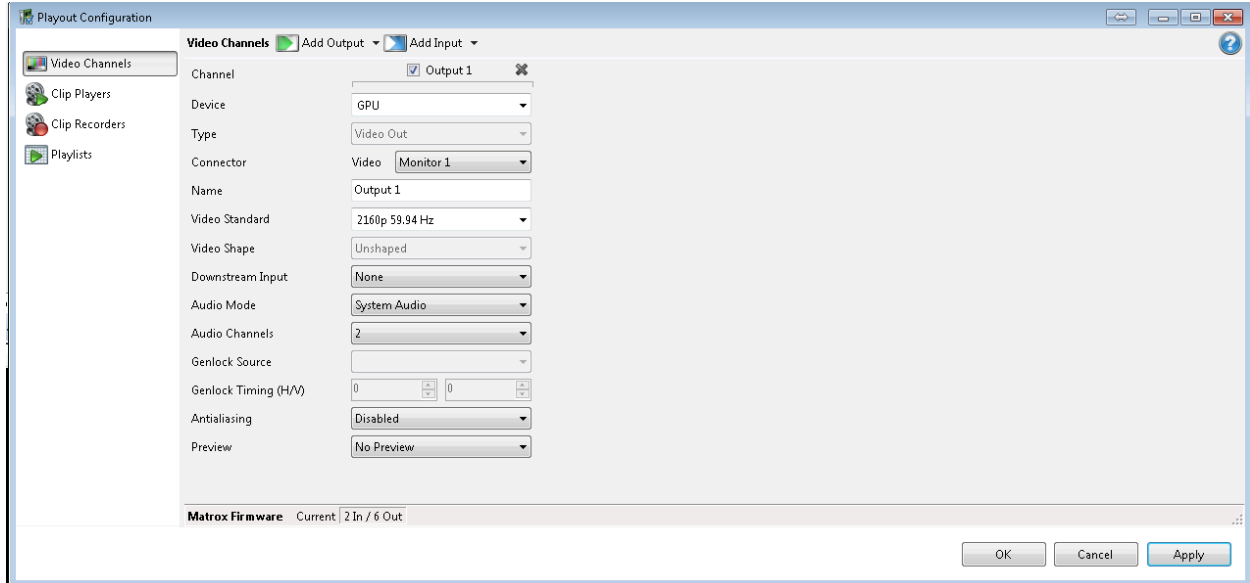 Playout Configuration
Video Channels Add Output Add Input
Video Channels
Clip Players
Clip Recorders
Playlists
Channel Output 1
Device GPU
Type Video Out
Connector Video Monitor 1
Name Output 1
Video Standard 2160p 59.94 Hz
Video Shape Unshaped
Downstream Input None
Audio Mode System Audio
Audio Channels 2
Genlock Source
Genlock Timing (H/V) 0 0
Antialiasing Disabled
Preview No Preview
Matrox Firmware Current 2 In / 6 Out
OK Cancel Apply